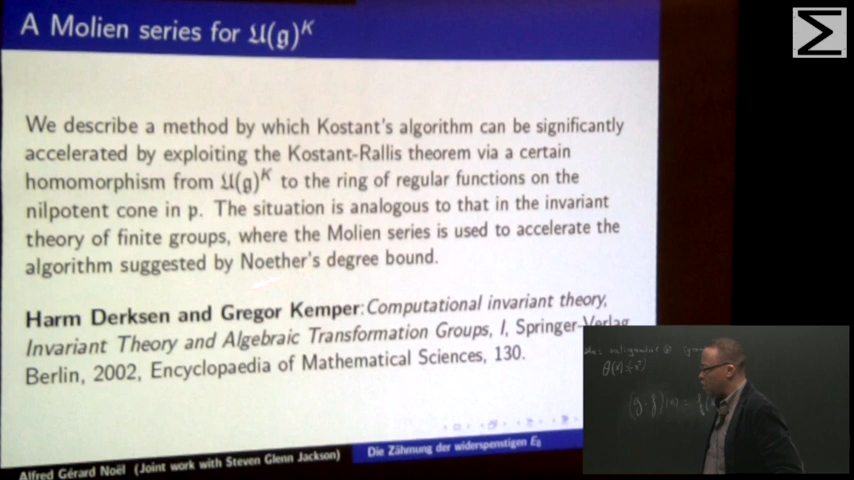 A Molien series for 𝔘(𝔤)ᴷ
We describe a method by which Kostant's algorithm can be significantly
accelerated by exploiting the Kostant-Rallis theorem via a certain
homomorphism from 𝔘(𝔤)ᴷ to the ring of regular functions on the
nilpotent cone in 𝔭. The situation is analogous to that in the invariant
theory of finite groups, where the Molien series is used to accelerate the
algorithm suggested by Noether's degree bound.
Harm Derksen and Gregor Kemper: Computational invariant theory,
Invariant Theory and Algebraic Transformation Groups, I, Springer-Verlag
Berlin, 2002, Encyclopaedia of Mathematical Sciences, 130.
Alfred Gérard Noël (Joint work with Steven Glenn Jackson)
Die Zähmung der widerspenstigen E₈
Σ